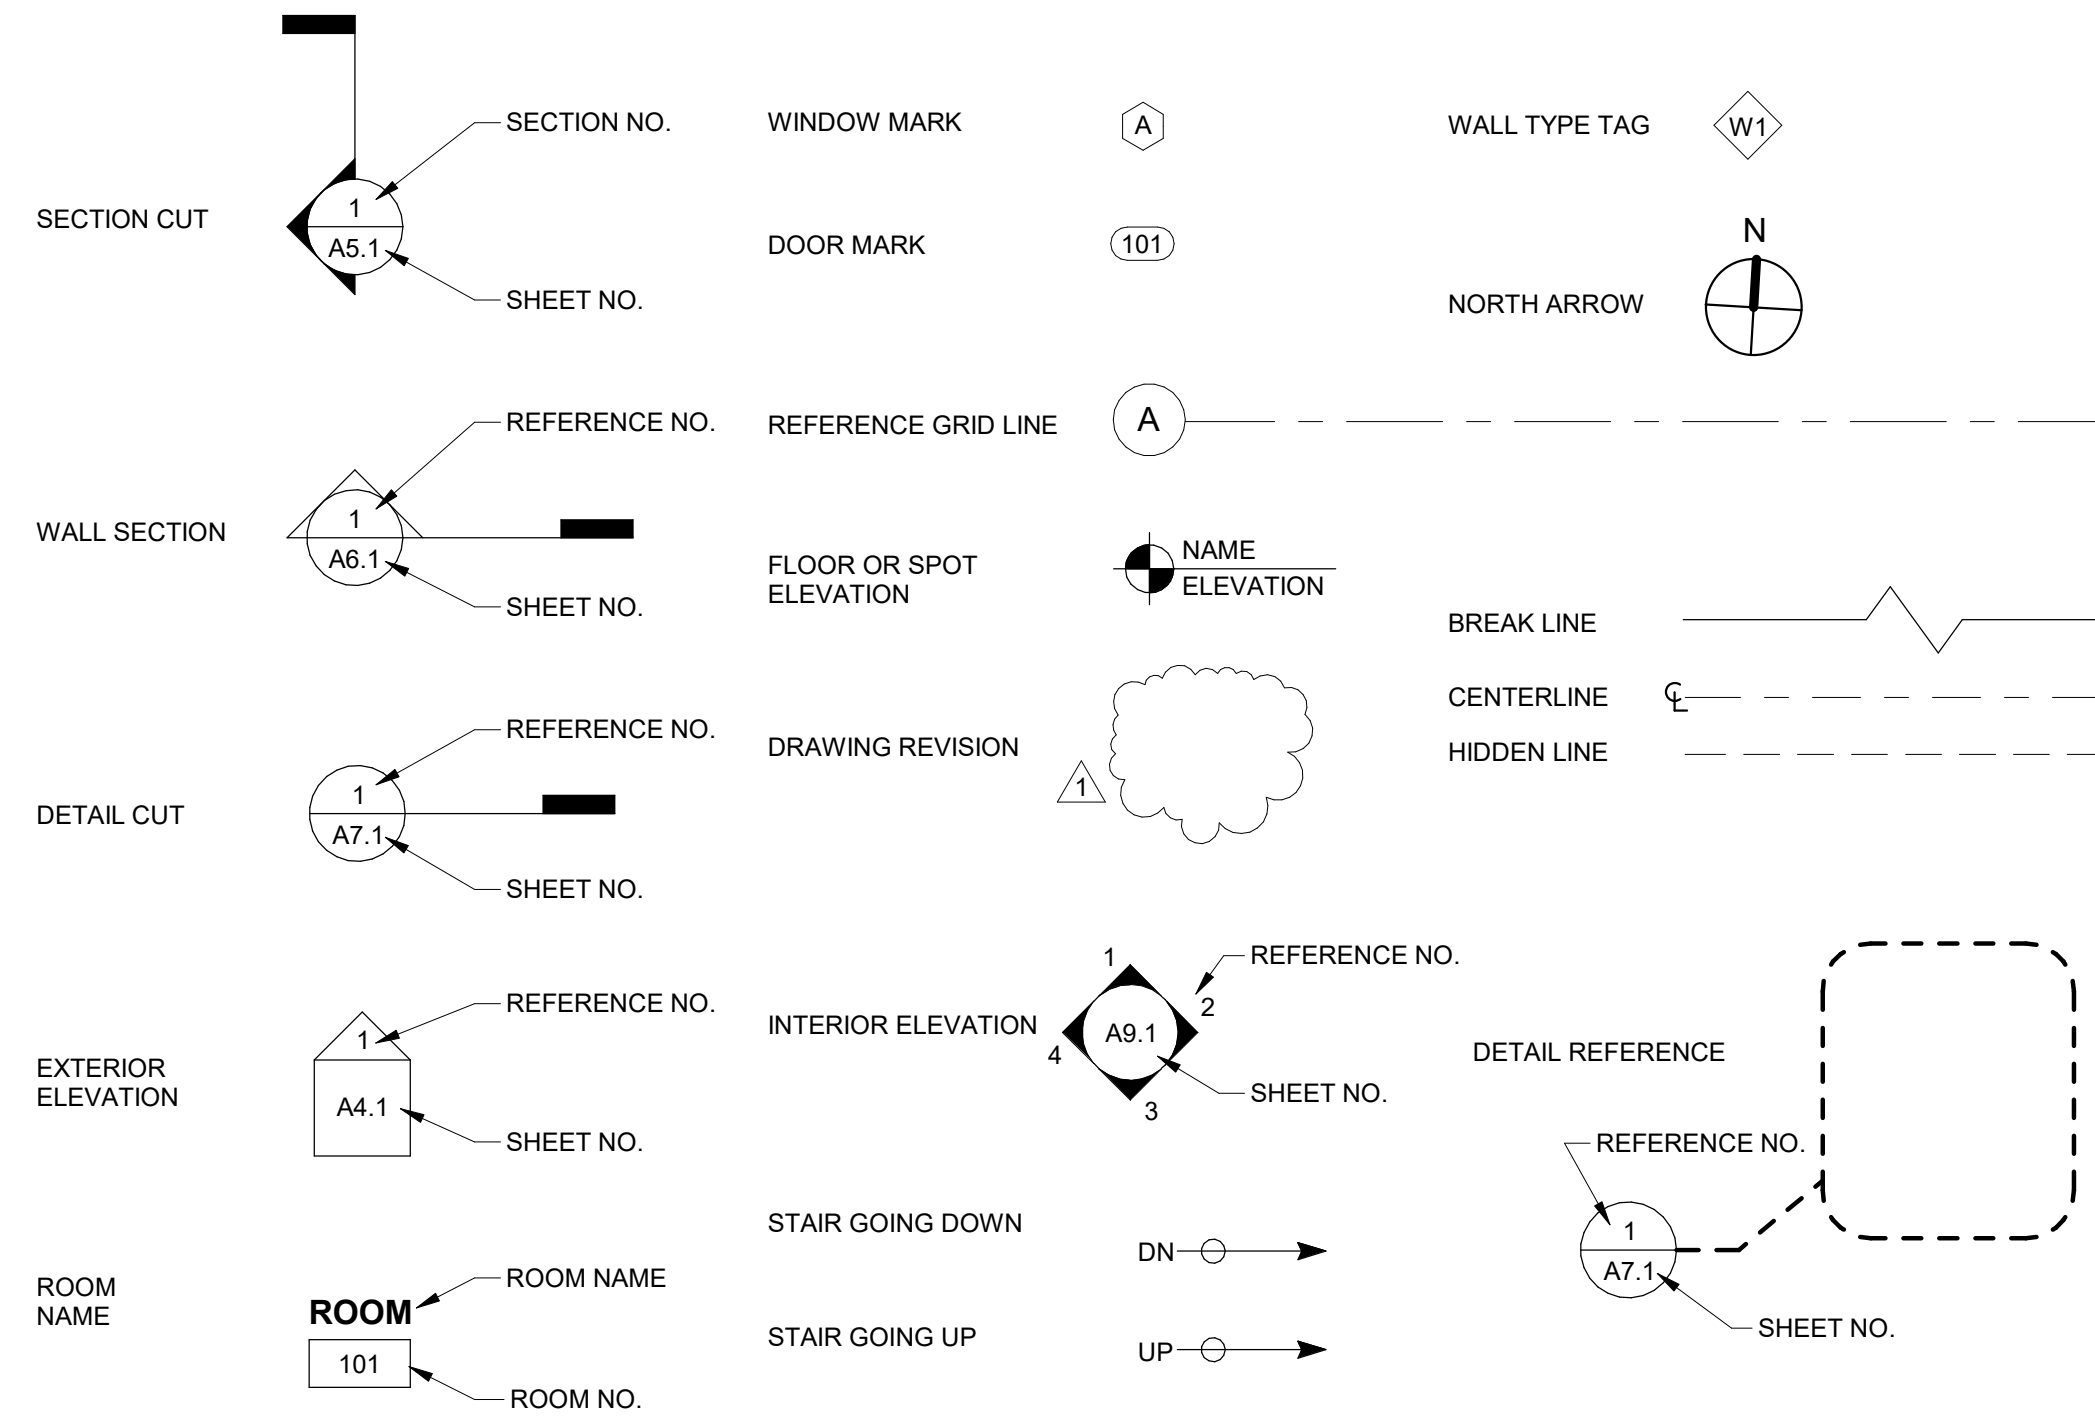 SECTION CUT
1
A5.1
SECTION NO.
SHEET NO.
WALL SECTION
1
A6.1
REFERENCE NO.
SHEET NO.
DETAIL CUT
1
A7.1
REFERENCE NO.
SHEET NO.
EXTERIOR
ELEVATION
1
A4.1
REFERENCE NO.
SHEET NO.
ROOM
NAME
ROOM
101
ROOM NAME
ROOM NO.
WINDOW MARK
A
DOOR MARK
101
REFERENCE GRID LINE
A
FLOOR OR SPOT
ELEVATION
NAME
ELEVATION
DRAWING REVISION
1
INTERIOR ELEVATION
1
2
3
4
A9.1
REFERENCE NO.
SHEET NO.
STAIR GOING DOWN
DN
STAIR GOING UP
UP
WALL TYPE TAG
W1
NORTH ARROW
N
BREAK LINE
CENTERLINE
℄
HIDDEN LINE
DETAIL REFERENCE
REFERENCE NO.
1
A7.1
SHEET NO.